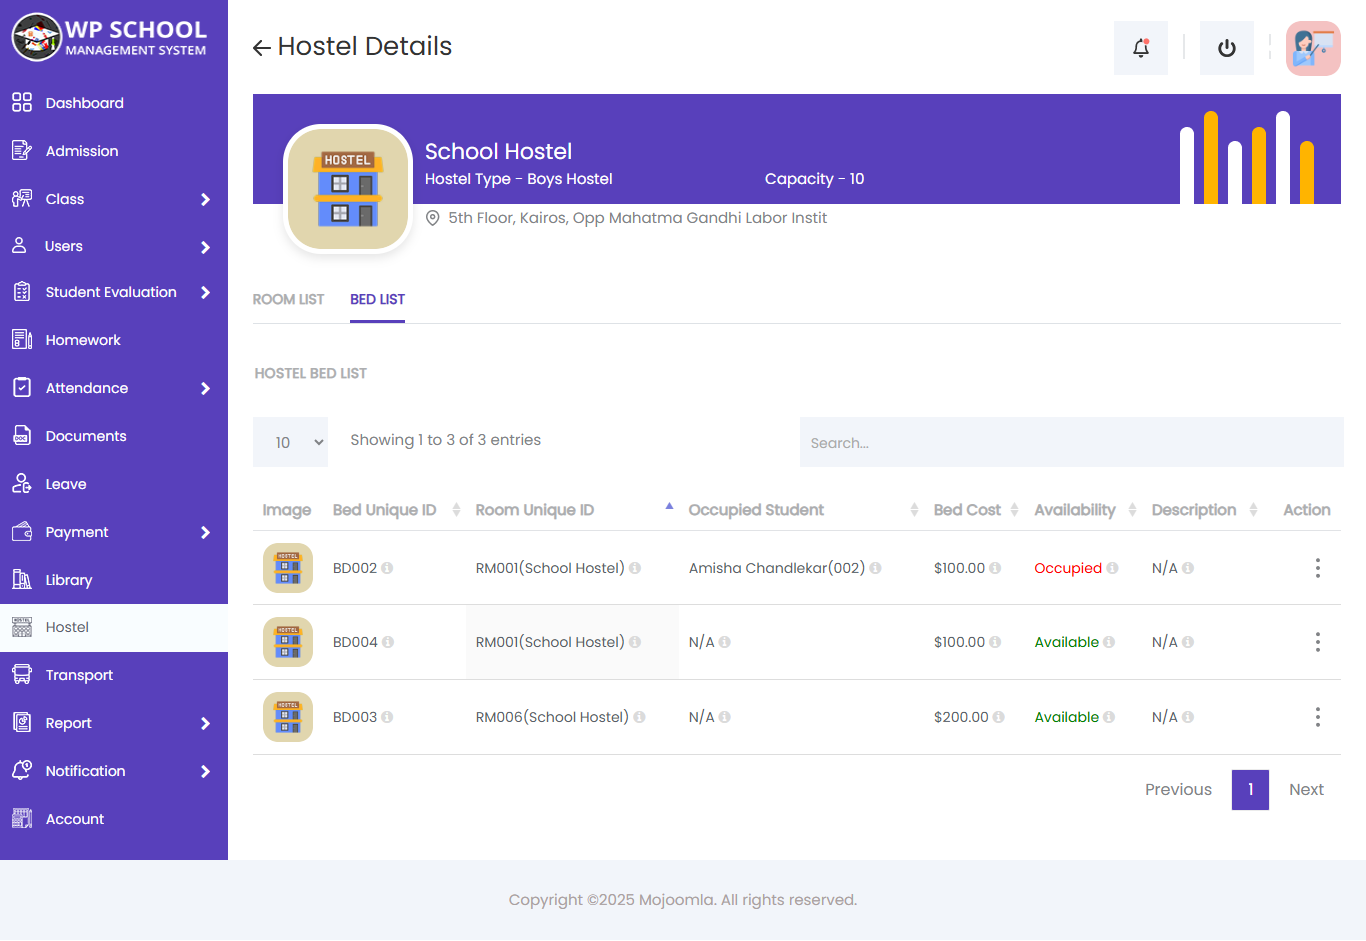 WP SCHOOL
MANAGEMENT SYSTEM
Dashboard
Admission
Class
Users
Student Evaluation
Homework
Attendance
Documents
Leave
Payment
Library
Hostel
Transport
Report
Notification
Account
Hostel Details
HOSTEL
School Hostel
Hostel Type - Boys Hostel Capacity - 10
5th Floor, Kairos, Opp Mahatma Gandhi Labor Instit
ROOM LIST BED LIST
HOSTEL BED LIST
10 Showing 1 to 3 of 3 entries Search...
Image Bed Unique ID Room Unique ID Occupied Student Bed Cost Availability Description Action
HOSTEL BD002 RM001(School Hostel) Amisha Chandlekar(002) $100.00 Occupied N/A
HOSTEL BD004 RM001(School Hostel) N/A $100.00 Available N/A
HOSTEL BD003 RM006(School Hostel) N/A $200.00 Available N/A
Previous 1 Next
Copyright ©2025 Mojoomla. All rights reserved.